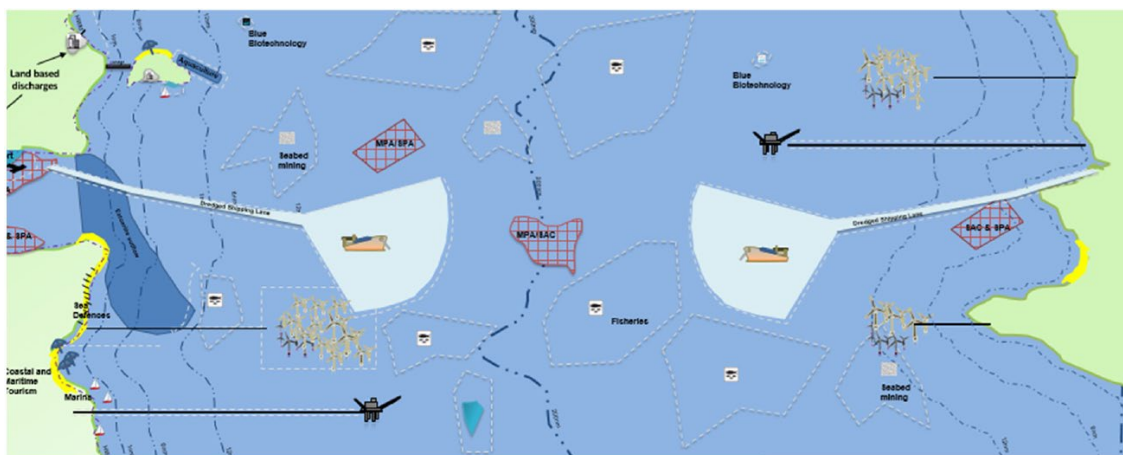 Blue
Biotechnology
Land based
discharges
Aquaculture
Blue
Biotechnology
Seabed
mining
MPA/SPA
Dredged Shipping Lane
MPA/SAC
Dredged Shipping Lane
SAC & SPA
& SPA
Sea
Defences
Fisheries
Coastal and
Maritime
Tourism
Marina
Seabed
mining